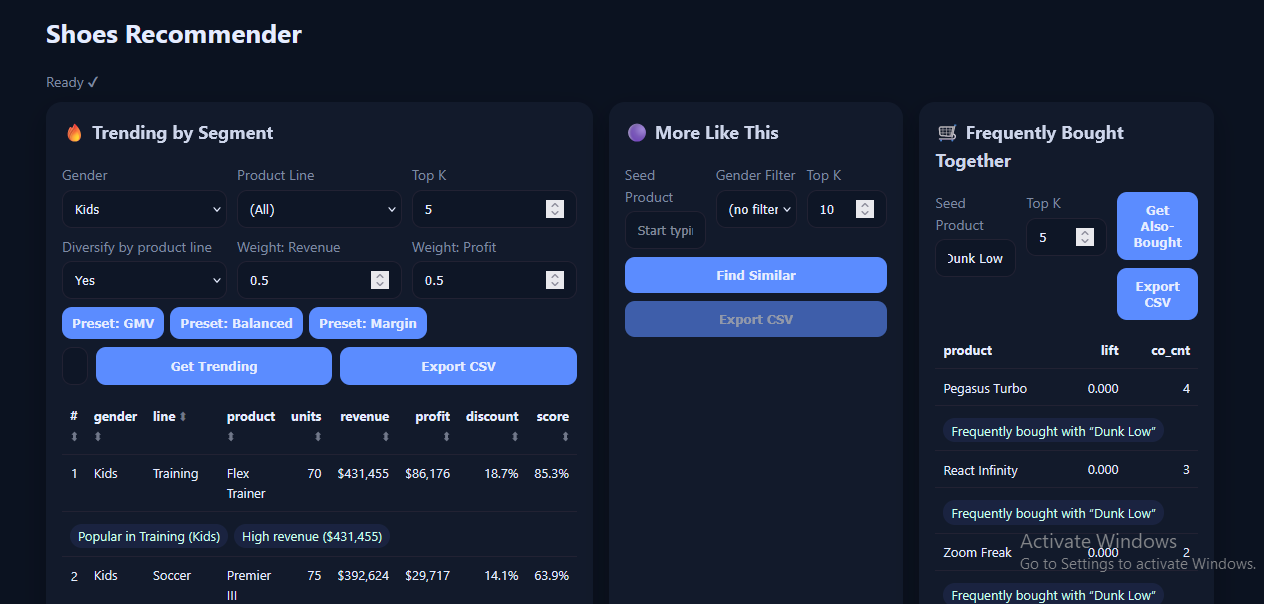 Shoes Recommender
Ready ✓
🔥 Trending by Segment
Gender Product Line Top K
Kids (All) 5
Diversify by product line Weight: Revenue Weight: Profit
Yes 0.5 0.5
Preset: GMV Preset: Balanced Preset: Margin
Get Trending Export CSV
# gender line product units revenue profit discount score
1 Kids Training Flex Trainer 70 $431,455 $86,176 18.7% 85.3%
Popular in Training (Kids) High revenue ($431,455)
2 Kids Soccer Premier III 75 $392,624 $29,717 14.1% 63.9%
🟣 More Like This
Seed Product Gender Filter Top K
Start typi (no filter 10
Find Similar
Export CSV
🛒 Frequently Bought
Together
Seed Product Top K
Dunk Low 5
Get Also-Bought
Export CSV
product lift co_cnt
Pegasus Turbo 0.000 4
Frequently bought with “Dunk Low”
React Infinity 0.000 3
Frequently bought with “Dunk Low”
Zoom Freak 0.000 2
Frequently bought with “Dunk Low”
Activate Windows
Go to Settings to activate Windows.